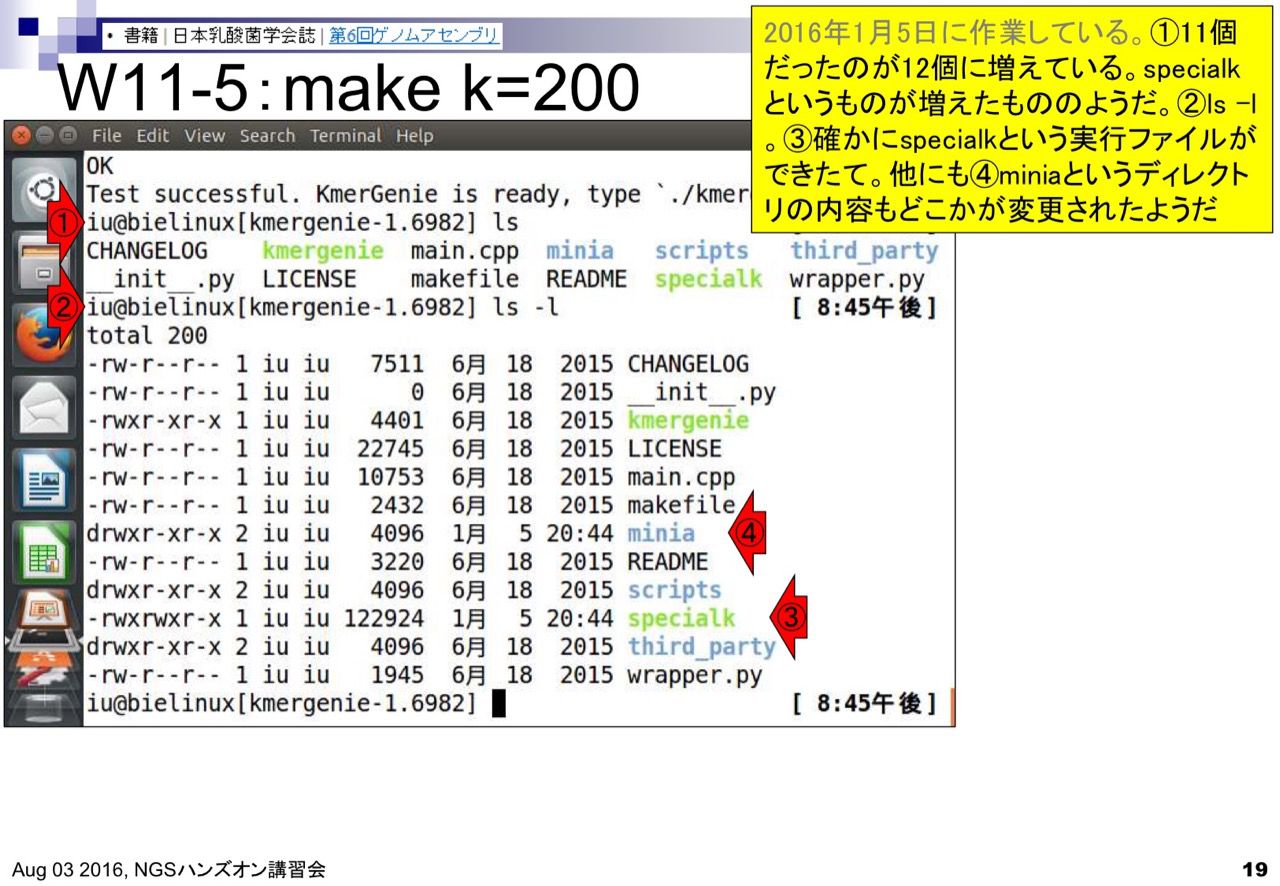 • 書籍 | 日本乳酸菌学会誌 | 第6回ゲノムアセンブリ
W11-5：make k=200
2016年1月5日に作業している。①11個
だったのが12個に増えている。specialk
というものが増えたもののようだ。②ls –l
。③確かにspecialkという実行ファイルが
できたて。他にも④miniaというディレクト
リの内容もどこかが変更されたようだ
File Edit View Search Terminal Help
OK
Test successful. KmerGenie is ready, type `./kmer
① iu@bielinux[kmergenie-1.6982] ls
CHANGELOG kmergenie main.cpp minia scripts third_party
__init__.py LICENSE makefile README specialk wrapper.py
② iu@bielinux[kmergenie-1.6982] ls -l [ 8:45午後]
total 200
-rw-r--r-- 1 iu iu 7511 6月 18 2015 CHANGELOG
-rw-r--r-- 1 iu iu 0 6月 18 2015 __init__.py
-rwxr-xr-x 1 iu iu 4401 6月 18 2015 kmergenie
-rw-r--r-- 1 iu iu 22745 6月 18 2015 LICENSE
-rw-r--r-- 1 iu iu 10753 6月 18 2015 main.cpp
-rw-r--r-- 1 iu iu 2432 6月 18 2015 makefile
drwxr-xr-x 2 iu iu 4096 1月 5 20:44 minia ④
-rw-r--r-- 1 iu iu 3220 6月 18 2015 README
drwxr-xr-x 2 iu iu 4096 6月 18 2015 scripts
-rwxrwxr-x 1 iu iu 122924 1月 5 20:44 specialk ③
drwxr-xr-x 2 iu iu 4096 6月 18 2015 third_party
-rw-r--r-- 1 iu iu 1945 6月 18 2015 wrapper.py
iu@bielinux[kmergenie-1.6982] [ 8:45午後]
Aug 03 2016, NGSハンズオン講習会
19